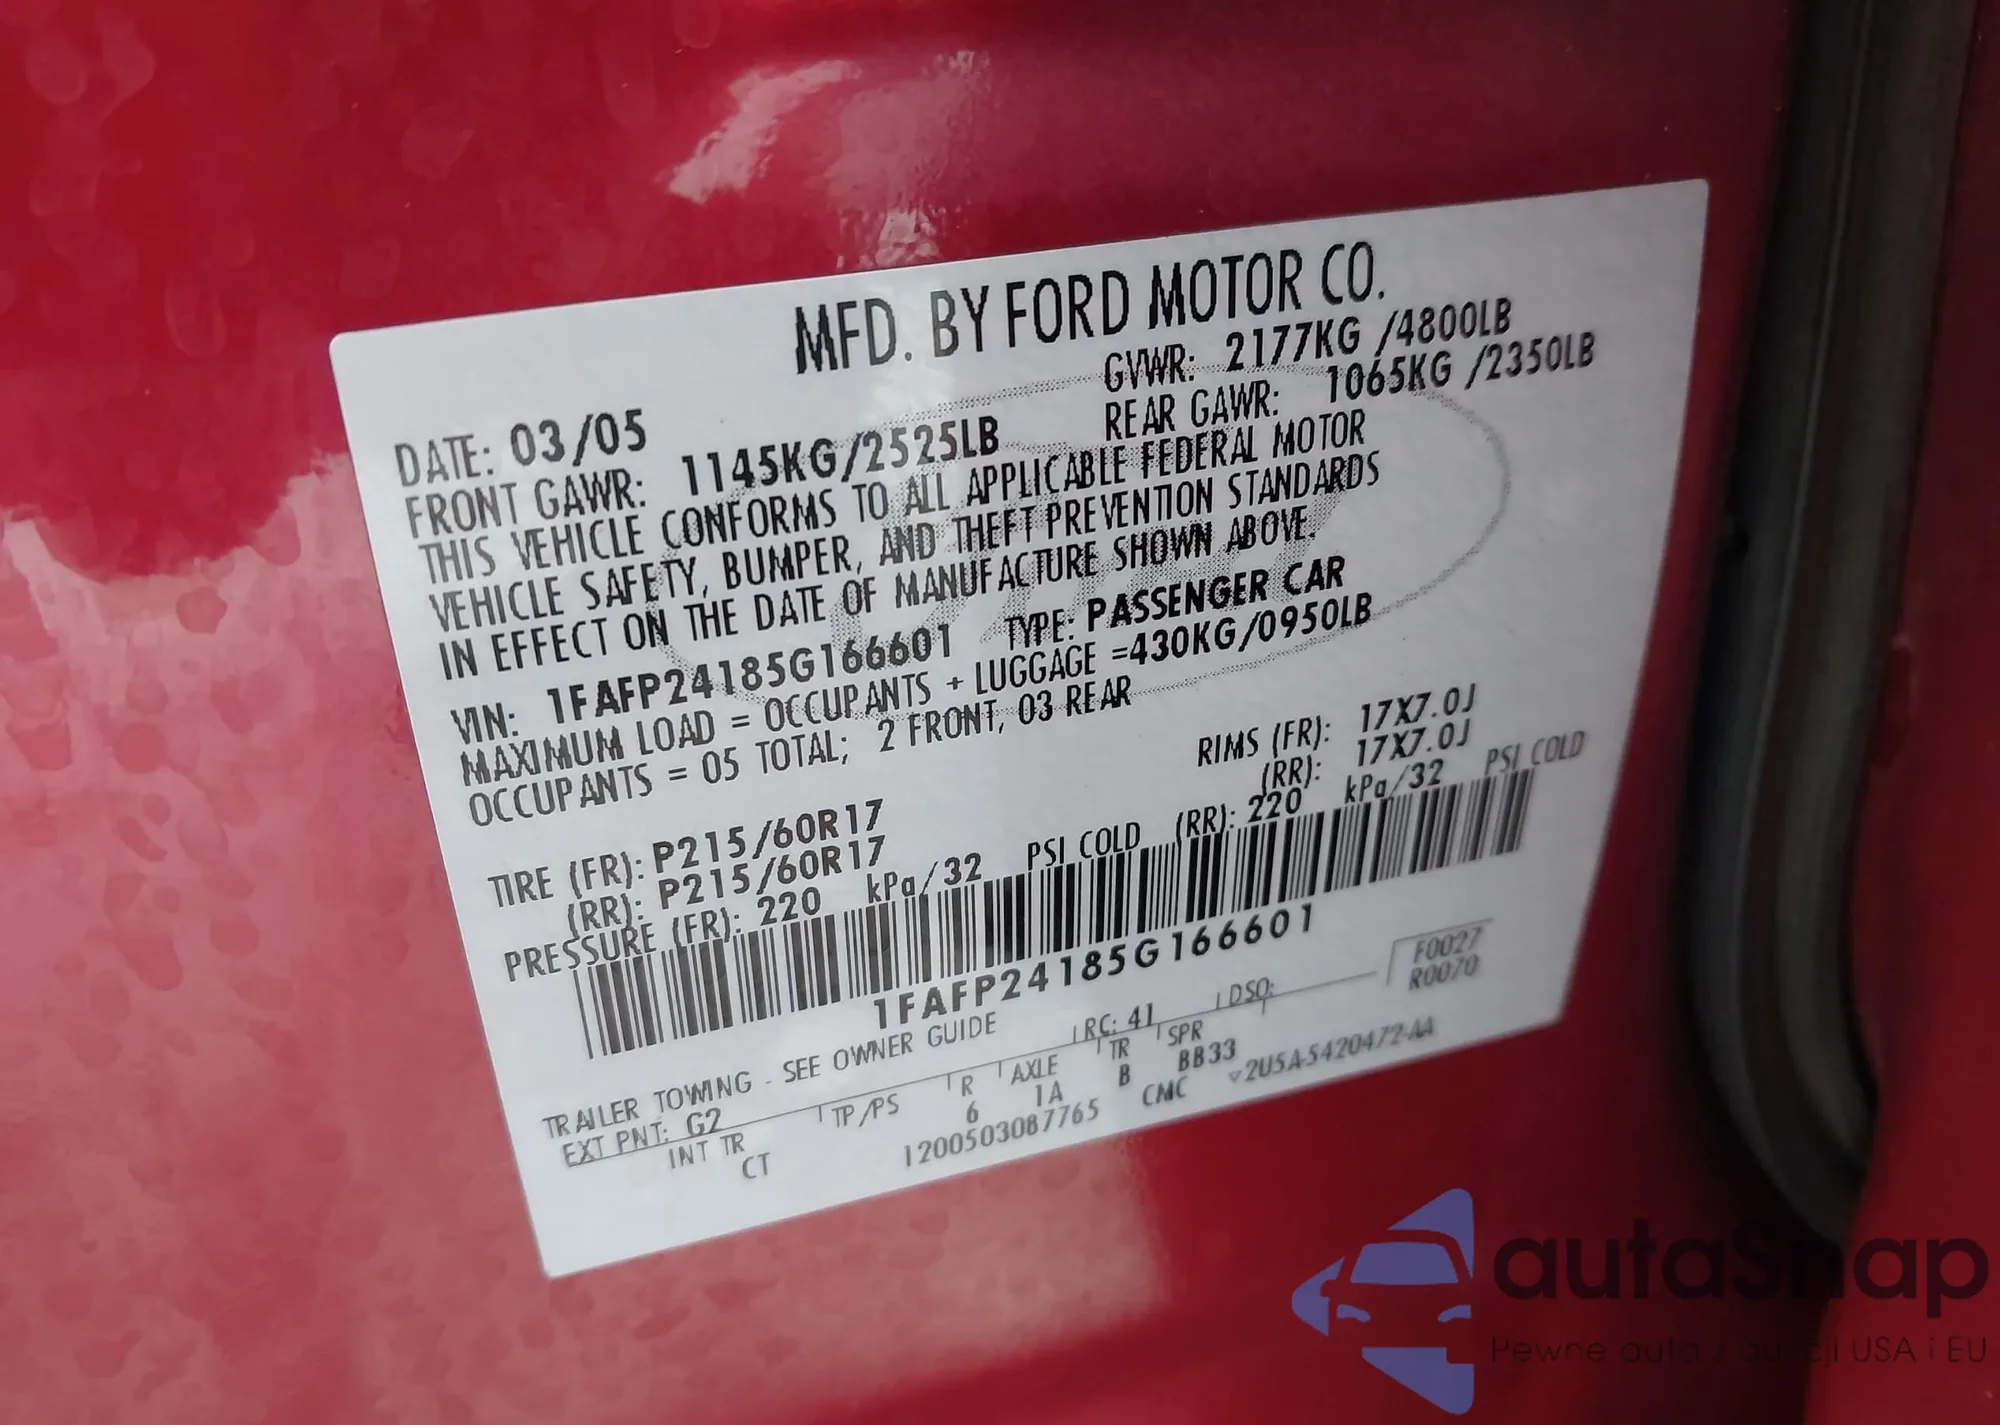 MFD. BY FORD MOTOR CO.
DATE: 03/05 GVWR: 2177KG /4800LB
FRONT GAWR: 1145KG/2525LB REAR GAWR: 1065KG /2350LB
THIS VEHICLE CONFORMS TO ALL APPLICABLE FEDERAL MOTOR
VEHICLE SAFETY, BUMPER, AND THEFT PREVENTION STANDARDS
IN EFFECT ON THE DATE OF MANUFACTURE SHOWN ABOVE.
VIN: 1FAFP24185G166601 TYPE: PASSENGER CAR
MAXIMUM LOAD = OCCUPANTS + LUGGAGE =430KG/0950LB
OCCUPANTS = 05 TOTAL; 2 FRONT, 03 REAR
TIRE (FR): P215/60R17 RIMS (FR): 17X7.0J
(RR): P215/60R17 (RR): 17X7.0J
PRESSURE (FR): 220 kPa/32 PSI COLD (RR): 220 kPa/32 PSI COLD
1FAFP24185G166601
F0027
R0070
TRAILER TOWING - SEE OWNER GUIDE
EXT PNT: G2 RC: 41 DSO:
INT TR TP/PS R AXLE TR SPR
CT 6 1A B BB33
1200503087765 CMC ▽2U5A-5420472-AA
autaSnap
Pewne auta z aukcji USA i EU